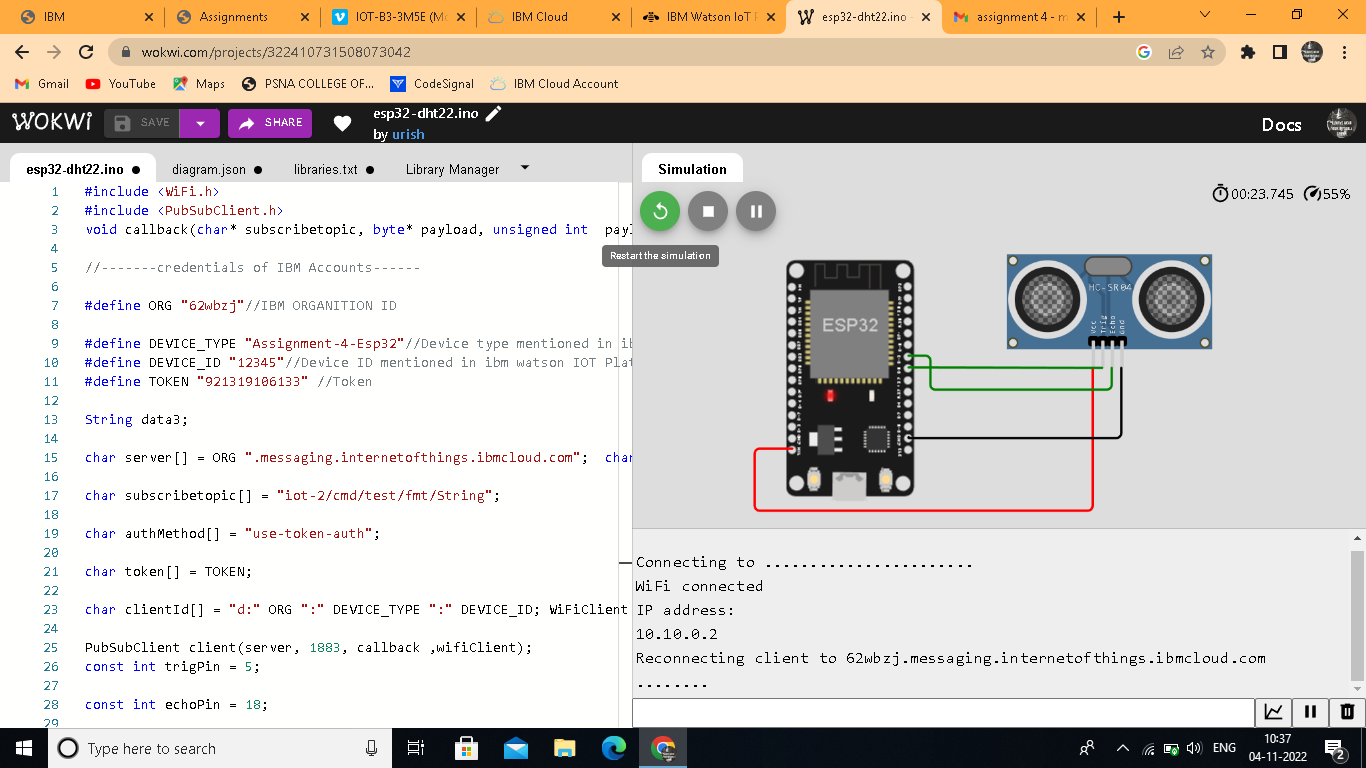 IBM
Assignments
IOT-B3-3M5E (M
IBM Cloud
IBM Watson IoT
esp32-dht22.ino
assignment 4 - m
wokwi.com/projects/322410731508073042
Gmail
YouTube
Maps
PSNA COLLEGE OF...
CodeSignal
IBM Cloud Account
WOKWI
SAVE
SHARE
esp32-dht22.ino
by urish
Docs
esp32-dht22.ino
diagram.json
libraries.txt
Library Manager
1 #include <WiFi.h>
2 #include <PubSubClient.h>
3 void callback(char* subscribetopic, byte* payload, unsigned int payl
4
5 //-------credentials of IBM Accounts------
6
7 #define ORG "62wbzj"//IBM ORGANITION ID
8
9 #define DEVICE_TYPE "Assignment-4-Esp32"//Device type mentioned in ib
10 #define DEVICE_ID "12345"//Device ID mentioned in ibm watson IOT Plat
11 #define TOKEN "921319106133" //Token
12
13 String data3;
14
15 char server[] = ORG ".messaging.internetofthings.ibmcloud.com"; char
16
17 char subscribetopic[] = "iot-2/cmd/test/fmt/String";
18
19 char authMethod[] = "use-token-auth";
20
21 char token[] = TOKEN;
22
23 char clientId[] = "d:" ORG ":" DEVICE_TYPE ":" DEVICE_ID; WiFiClient
24
25 PubSubClient client(server, 1883, callback ,wifiClient);
26 const int trigPin = 5;
27
28 const int echoPin = 18;
29
Simulation
00:23.745
55%
Restart the simulation
ESP32
HC-SR04
Vcc
Trig
Echo
Gnd
Connecting to .......................
WiFi connected
IP address:
10.10.0.2
Reconnecting client to 62wbzj.messaging.internetofthings.ibmcloud.com
........
Type here to search
ENG
10:37
04-11-2022
2